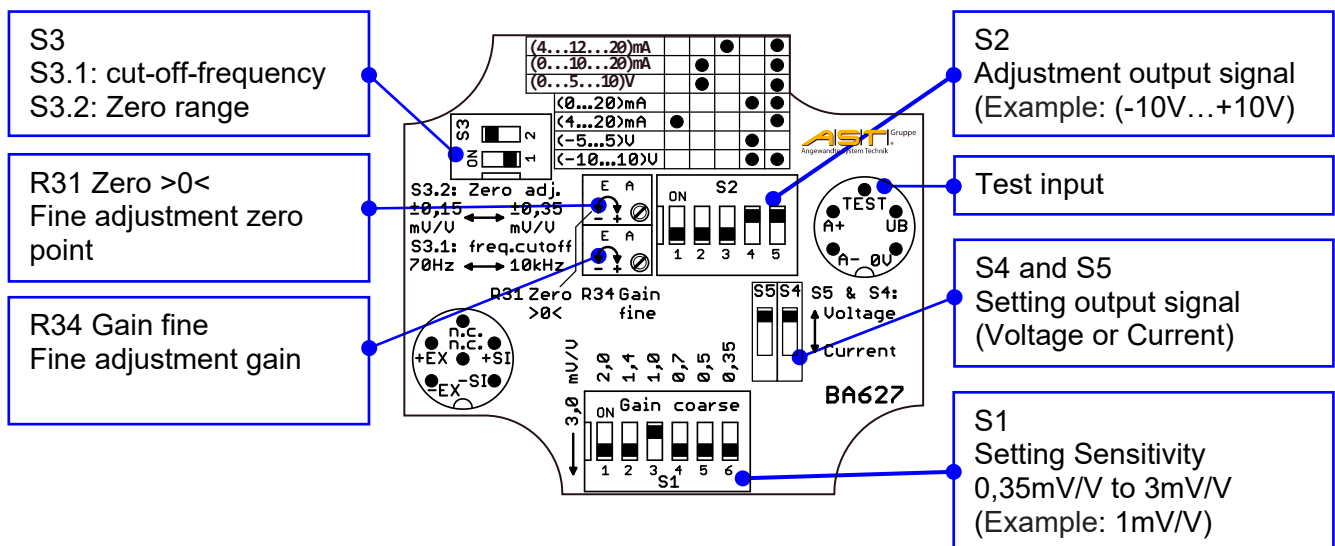 S3
S3.1: cut-off-frequency
S3.2: Zero range
R31 Zero >0<
Fine adjustment zero
point
R34 Gain fine
Fine adjustment gain
(4...12...20)mA
(0...10...20)mA
(0...5...10)V
(0...20)mA
(4...20)mA
(-5...5)V
(-10...10)V
S3
ON
2
1
S3.2: Zero adj.
±0,15 ±0,35
mV/V mV/V
S3.1: freq.cutoff
70Hz 10kHz
E A
- +
E A
- +
R31 Zero R34 Gain
>0< fine
S2
ON
1 2 3 4 5
AST Gruppe
Angewandte System Technik
TEST
A+ UB
A- 0V
S5 S4
S5 & S4:
Voltage
Current
BA627
n.c.
n.c.
+EX +SI
-EX -SI
3,0 mV/V
2,0
1,4
1,0
0,7
0,5
0,35
ON Gain coarse
1 2 3 4 5 6
S1
S2
Adjustment output signal
(Example: (-10V…+10V)
Test input
S4 and S5
Setting output signal
(Voltage or Current)
S1
Setting Sensitivity
0,35mV/V to 3mV/V
(Example: 1mV/V)